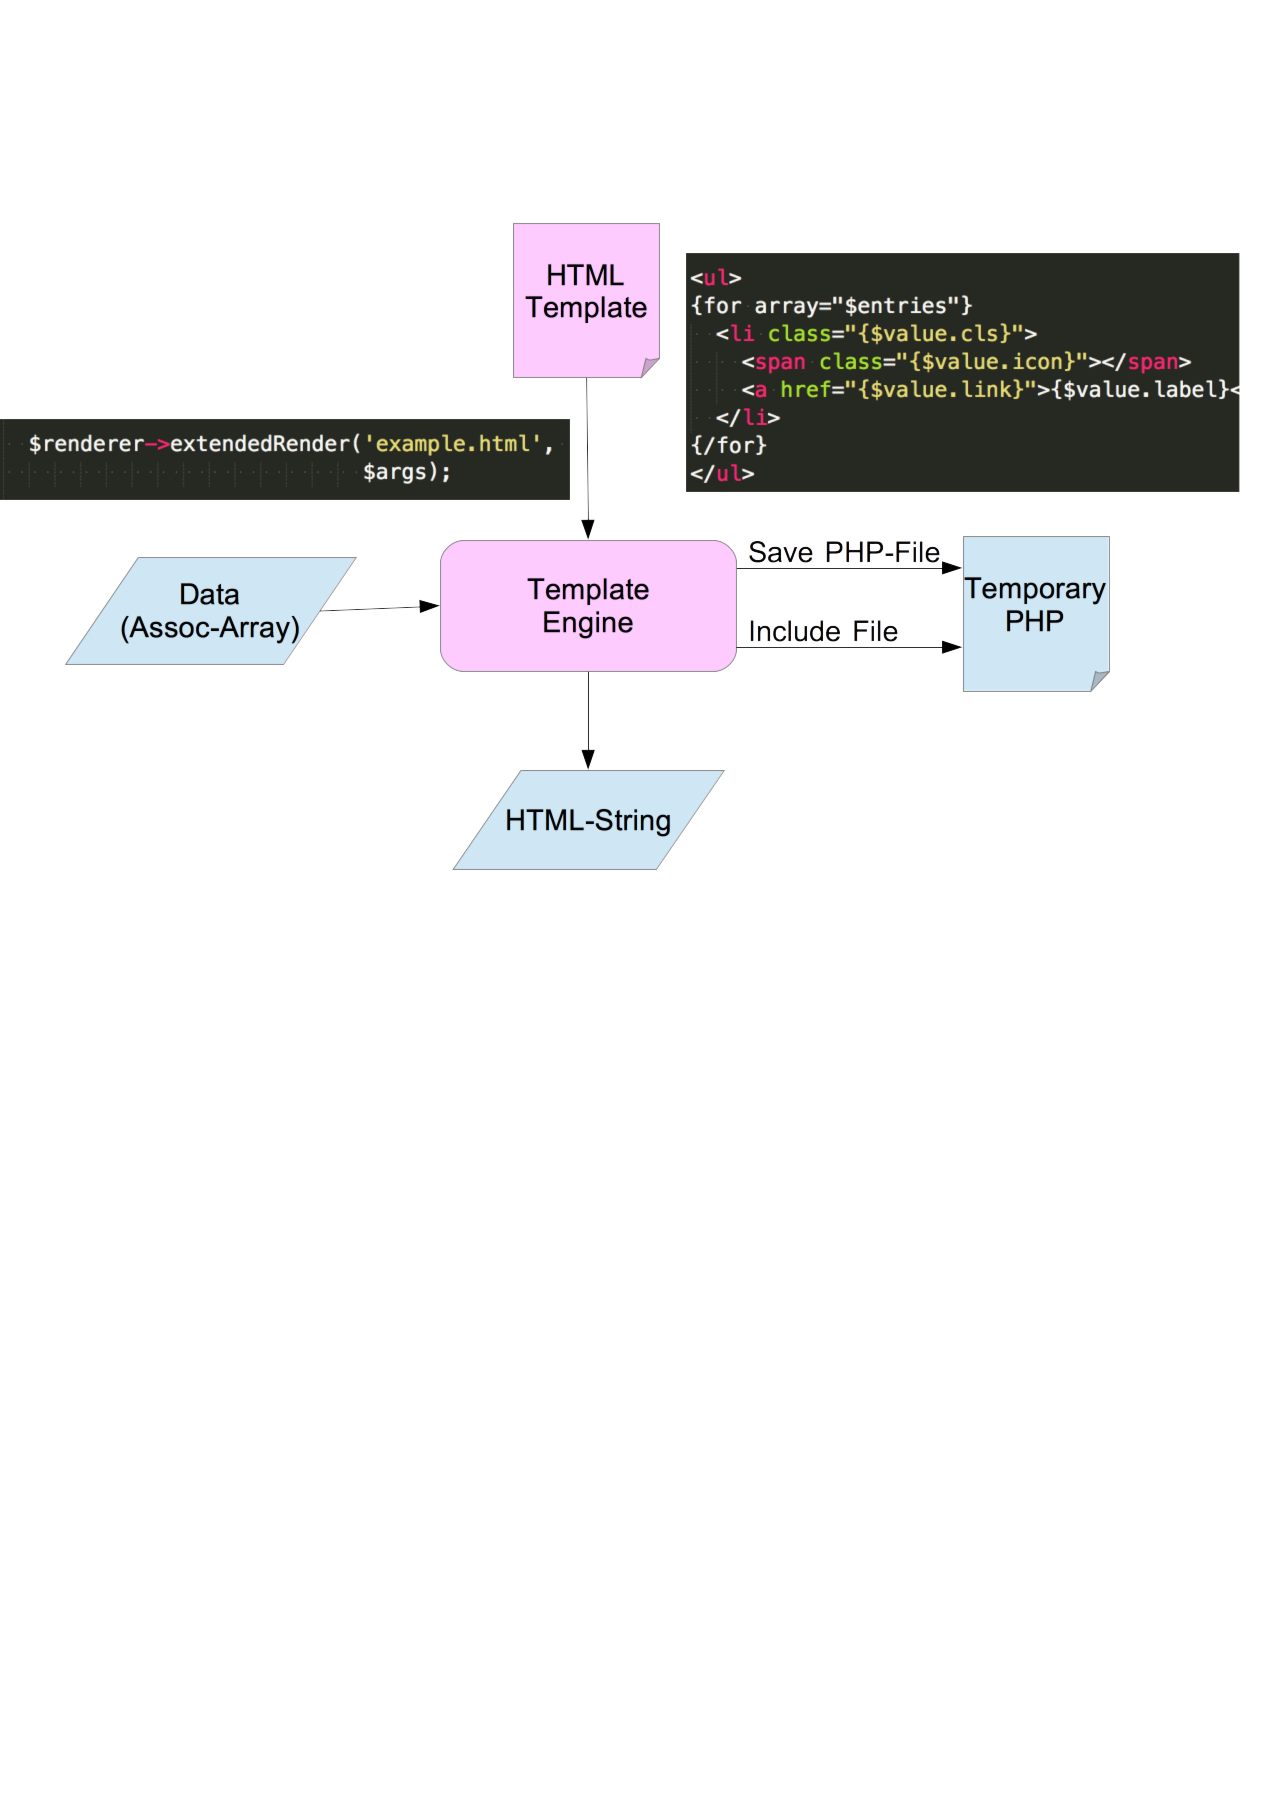 HTML
Template
<ul>
{for array="$entries"}
<li class="{$value.cls}">
<span class="{$value.icon}"></span>
<a href="{$value.link}">{$value.label}<
</li>
{/for}
</ul>
$renderer->extendedRender('example.html',
$args);
Data
(Assoc-Array)
Template
Engine
Save PHP-File
Include File
Temporary
PHP
HTML-String